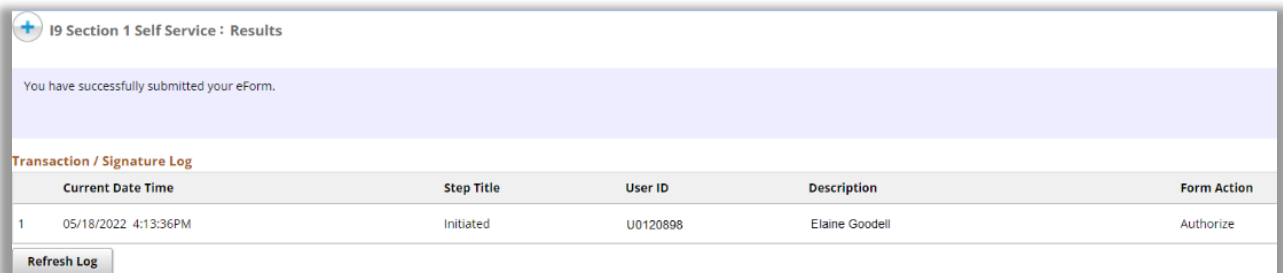 I9 Section 1 Self Service : Results
You have successfully submitted your eForm.
Transaction / Signature Log
Current Date Time Step Title User ID Description Form Action
1 05/18/2022 4:13:36PM Initiated U0120898 Elaine Goodell Authorize
Refresh Log